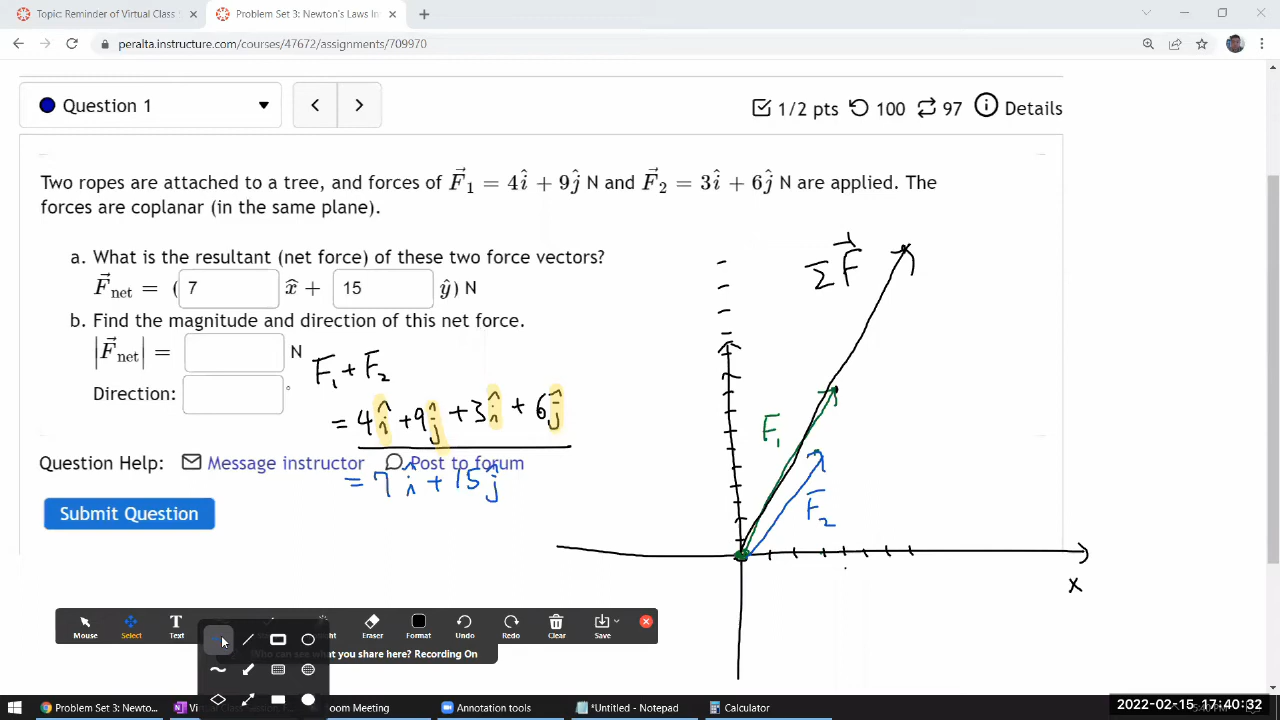 Topic: Reminder of Virtual Class
Problem Set 3: Newton's Laws In
peralta.instructure.com/courses/47672/assignments/709970
Question 1
1/2 pts 100 97 Details
Two ropes are attached to a tree, and forces of F⃗₁ = 4î + 9ĵ N and F⃗₂ = 3î + 6ĵ N are applied. The
forces are coplanar (in the same plane).
a. What is the resultant (net force) of these two force vectors?
F⃗net = ( 7 x̂ + 15 ŷ) N
b. Find the magnitude and direction of this net force.
|F⃗net| = N
Direction: °
F₁ + F₂
= 4î + 9ĵ + 3î + 6ĵ
= 7î + 15ĵ
ΣF⃗
F₁
F₂
x
Question Help: Message instructor Post to forum
Submit Question
Mouse Select Text Eraser Format Undo Redo Clear Save
you share here? Recording On
Problem Set 3: Newto... Meeting Annotation tools *Untitled - Notepad Calculator
2022-02-15 17:40:32